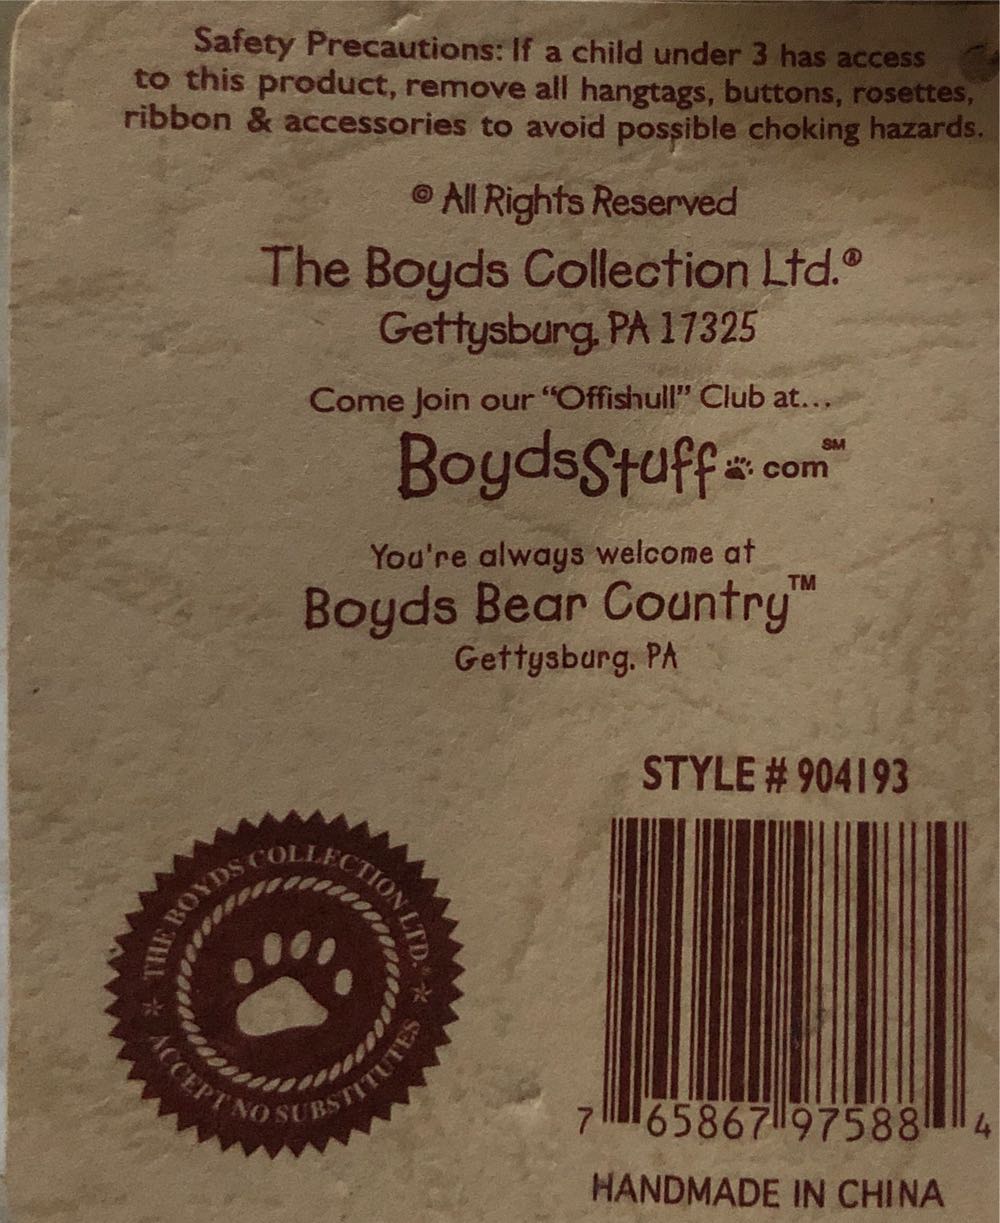 Safety Precautions: If a child under 3 has access
to this product, remove all hangtags, buttons, rosettes,
ribbon & accessories to avoid possible choking hazards.
© All Rights Reserved
The Boyds Collection Ltd.®
Gettysburg, PA 17325
Come Join our “Offishull” Club at...
BoydsStuff.com℠
You're always welcome at
Boyds Bear Country™
Gettysburg, PA
STYLE # 904193
THE BOYDS COLLECTION LTD.®
ACCEPT NO SUBSTITUTES
7 65867 97588 4
HANDMADE IN CHINA